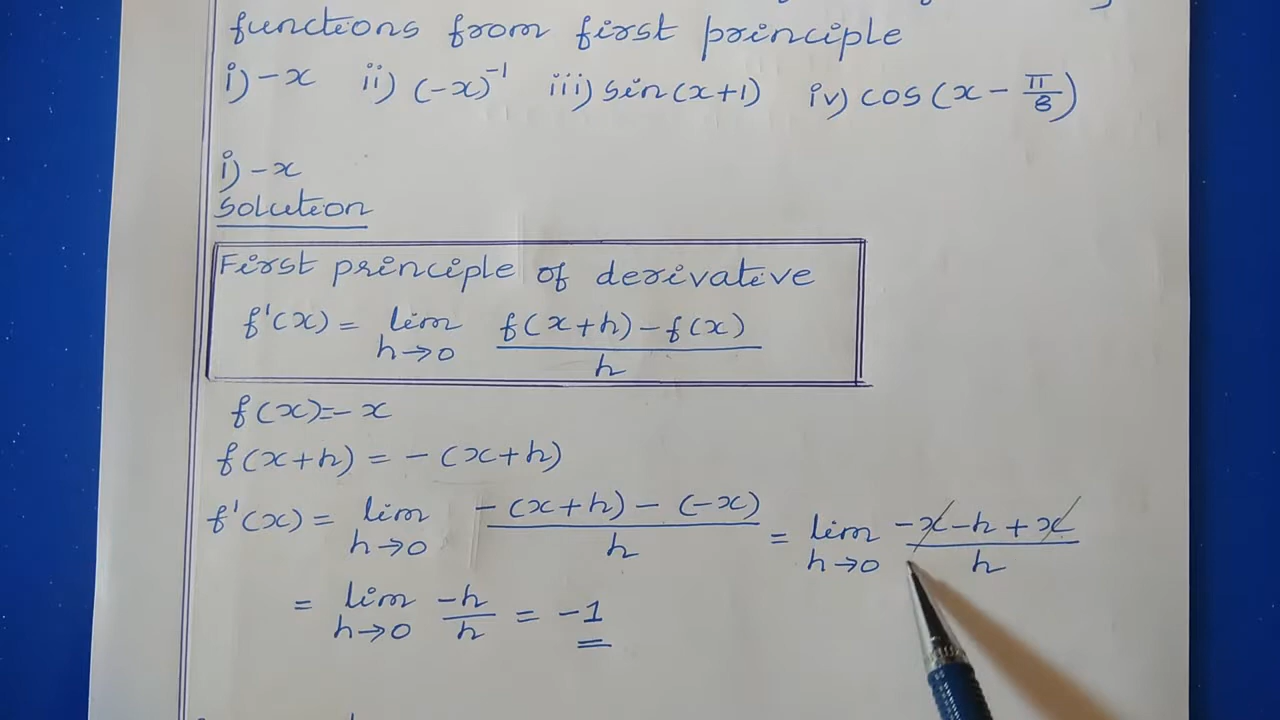 functions from first principle
i) -x ii) (-x)⁻¹ iii) sin(x+1) iv) cos(x - π/8)
i) -x
Solution
First principle of derivative
f'(x) = lim h→0 f(x+h) - f(x) / h
f(x) = -x
f(x+h) = -(x+h)
f'(x) = lim h→0 -(x+h) - (-x) / h = lim h→0 -x - h + x / h
= lim h→0 -h/h = -1